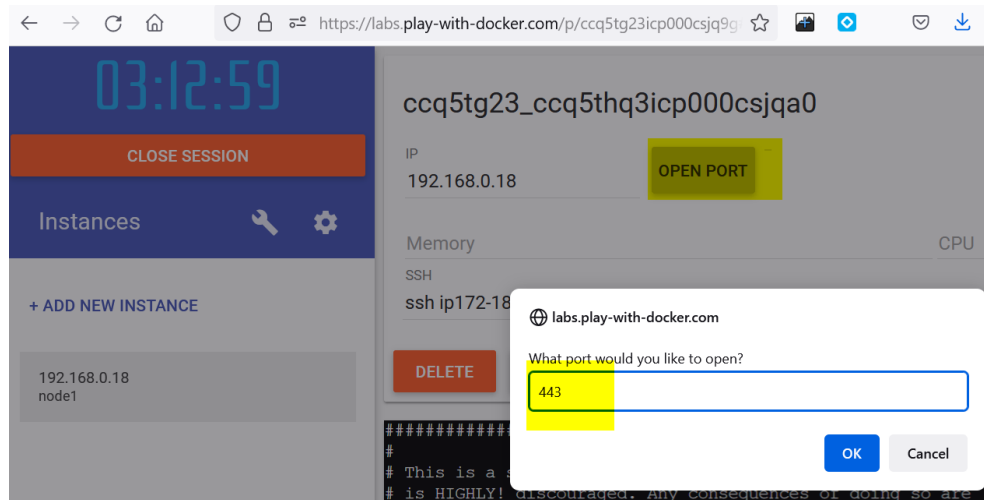 https://labs.play-with-docker.com/p/ccq5tg23icp000csjq9g
03:12:59
CLOSE SESSION
Instances
+ ADD NEW INSTANCE
192.168.0.18
node1
ccq5tg23_ccq5thq3icp000csjqa0
IP
192.168.0.18
OPEN PORT
Memory
CPU
SSH
ssh ip172-18
DELETE
labs.play-with-docker.com
What port would you like to open?
443
OK
Cancel
#############
#
# This is a
# is HIGHLY! discouraged. Any consequences of doing so are